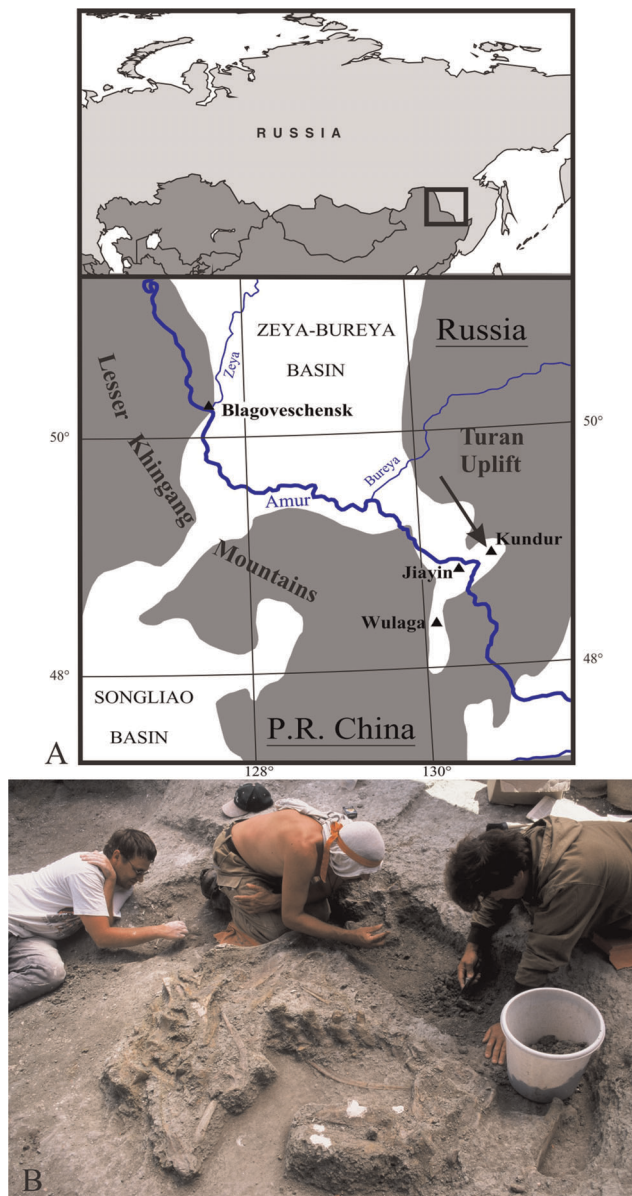 RUSSIA
ZEYA-BUREYA
BASIN
Russia
Zeya
Lesser Khingang
Mountains
Blagoveschensk
50°
50°
Turan
Uplift
Bureya
Amur
Kundur
Jiayin
Wulaga
48°
48°
SONGLIAO
BASIN
P.R. China
A
128°
130°
B